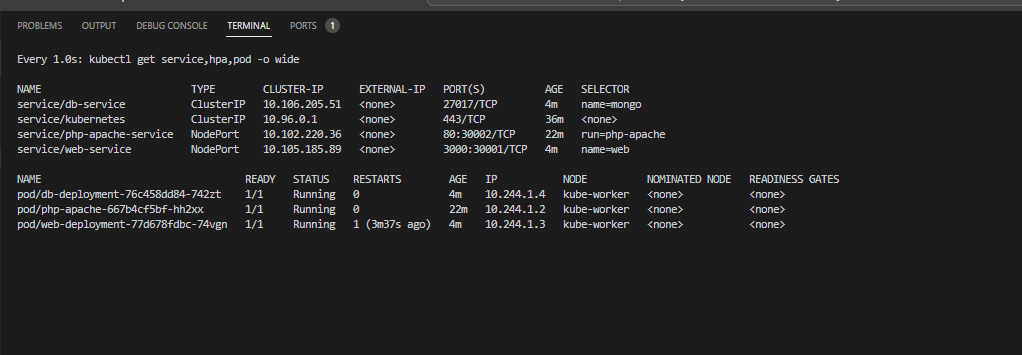 PROBLEMS OUTPUT DEBUG CONSOLE TERMINAL PORTS 1
Every 1.0s: kubectl get service,hpa,pod -o wide
NAME TYPE CLUSTER-IP EXTERNAL-IP PORT(S) AGE SELECTOR
service/db-service ClusterIP 10.106.205.51 <none> 27017/TCP 4m name=mongo
service/kubernetes ClusterIP 10.96.0.1 <none> 443/TCP 36m <none>
service/php-apache-service NodePort 10.102.220.36 <none> 80:30002/TCP 22m run=php-apache
service/web-service NodePort 10.105.185.89 <none> 3000:30001/TCP 4m name=web
NAME READY STATUS RESTARTS AGE IP NODE NOMINATED NODE READINESS GATES
pod/db-deployment-76c458dd84-742zt 1/1 Running 0 4m 10.244.1.4 kube-worker <none> <none>
pod/php-apache-667b4cf5bf-hh2xx 1/1 Running 0 22m 10.244.1.2 kube-worker <none> <none>
pod/web-deployment-77d678fdbc-74vgn 1/1 Running 1 (3m37s ago) 4m 10.244.1.3 kube-worker <none> <none>